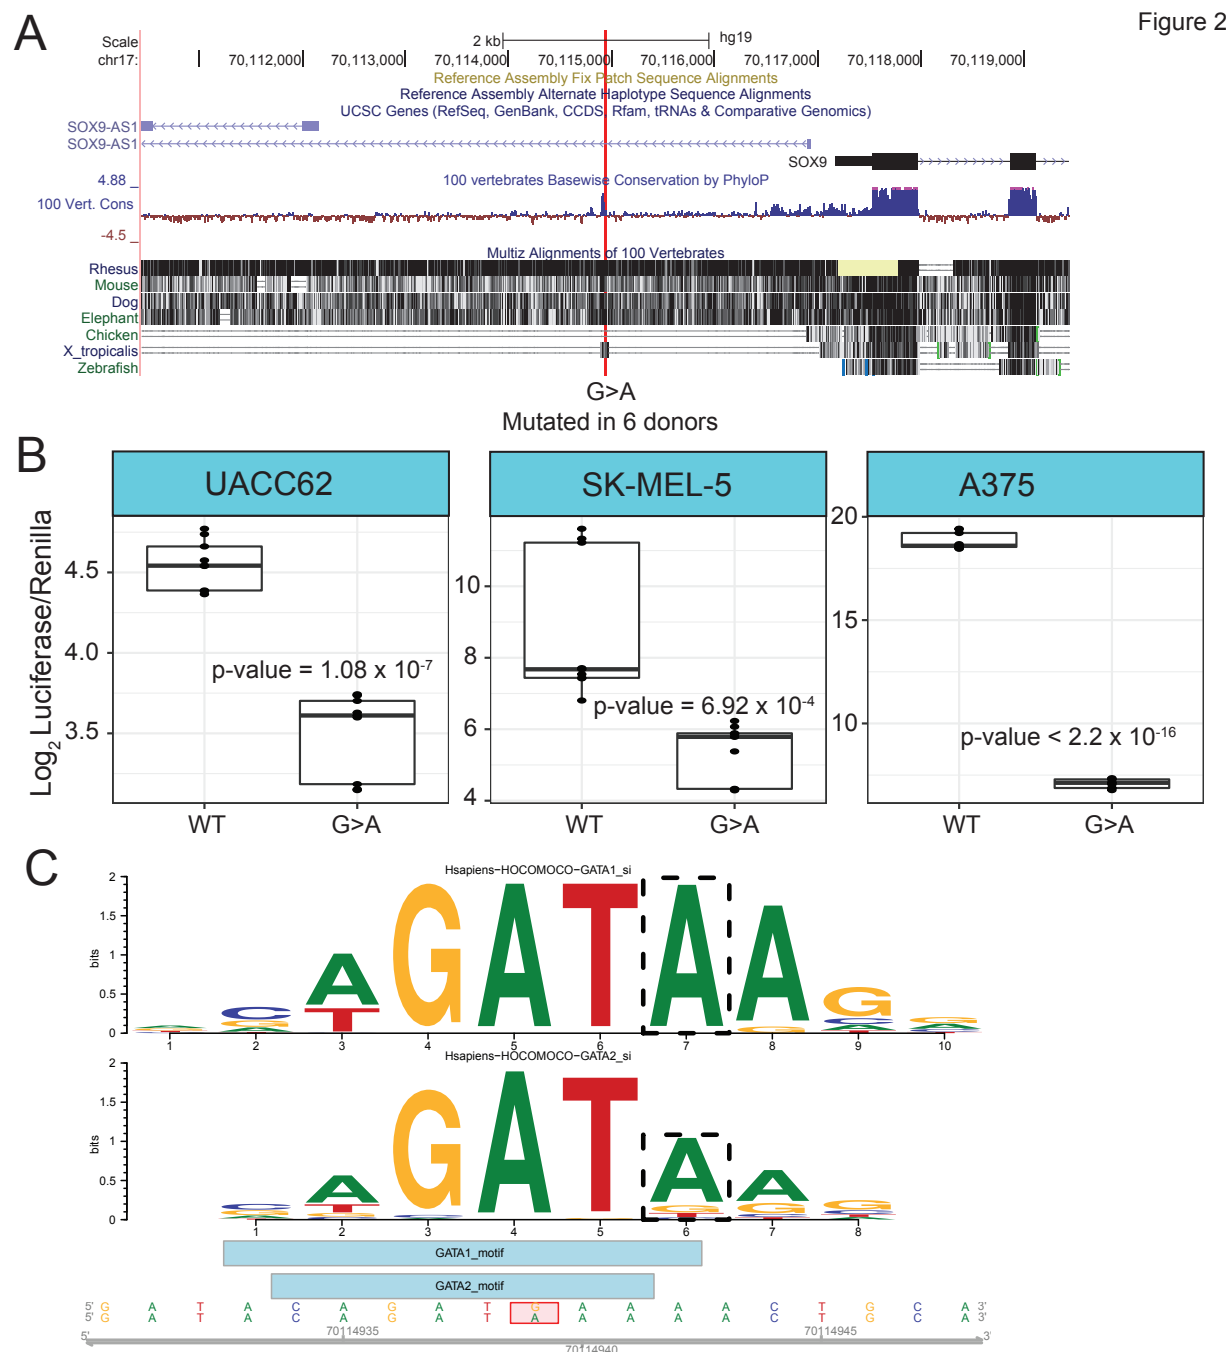 Figure 2
A
Scale 2 kb hg19
chr17: 70,112,000 70,113,000 70,114,000 70,115,000 70,116,000 70,117,000 70,118,000 70,119,000
Reference Assembly Fix Patch Sequence Alignments
Reference Assembly Alternate Haplotype Sequence Alignments
UCSC Genes (RefSeq, GenBank, CCDS, Rfam, tRNAs & Comparative Genomics)
SOX9-AS1
SOX9-AS1
SOX9
4.88 _ 100 vertebrates Basewise Conservation by PhyloP
100 Vert. Cons
-4.5 _
Multiz Alignments of 100 Vertebrates
Rhesus
Mouse
Dog
Elephant
Chicken
X_tropicalis
Zebrafish
G>A
Mutated in 6 donors
B
UACC62 SK-MEL-5 A375
Log2 Luciferase/Renilla
4.5
4.0
3.5
p-value = 1.08 x 10-7
WT G>A
10
8
6
4
p-value = 6.92 x 10-4
WT G>A
20
15
10
p-value < 2.2 x 10-16
WT G>A
C
Hsapiens-HOCOMOCO-GATA1_si
bits
2
1.5
1
0.5
0
C A G A T A A G
1 2 3 4 5 6 7 8 9 10
Hsapiens-HOCOMOCO-GATA2_si
bits
2
1.5
1
0.5
0
A G A T A A G
1 2 3 4 5 6 7 8
GATA1_motif
GATA2_motif
5' G A T A C A G A T G A A A A C T G C A 3'
5' G A T A C A G A T A A A A A C T G C A 3'
70114935 70114945
5' 3'
70114940